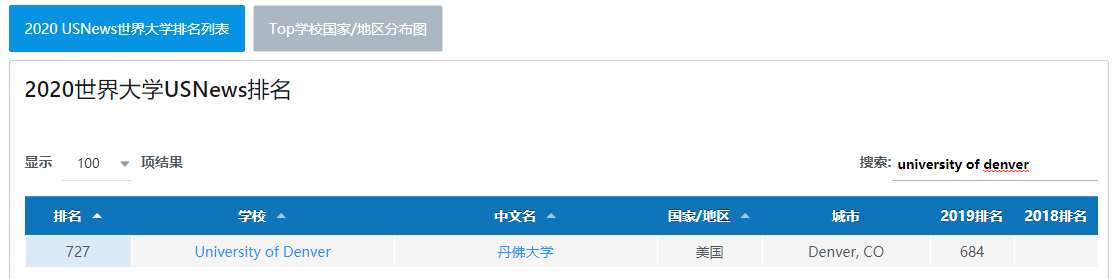 2020 USNews世界大学排名列表 Top学校国家/地区分布图
2020世界大学USNews排名
显示 100 项结果 搜索: university of denver
排名 学校 中文名 国家/地区 城市 2019排名 2018排名
727 University of Denver 丹佛大学 美国 Denver, CO 684